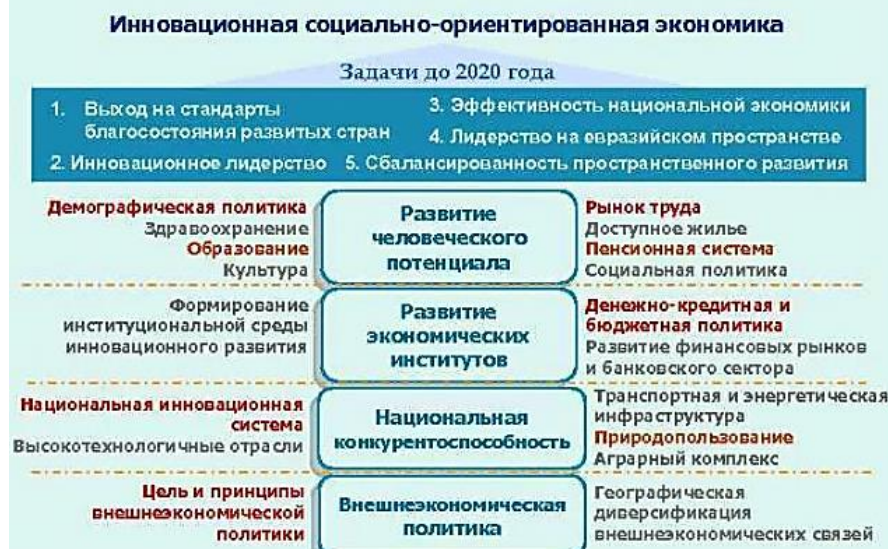 Инновационная социально-ориентированная экономика
Задачи до 2020 года
1. Выход на стандарты
благосостояния развитых стран
2. Инновационное лидерство
3. Эффективность национальной экономики
4. Лидерство на евразийском пространстве
5. Сбалансированность пространственного развития
Демографическая политика
Здравоохранение
Образование
Культура
Развитие
человеческого
потенциала
Рынок труда
Доступное жилье
Пенсионная система
Социальная политика
Формирование
институциональной среды
инновационного развития
Развитие
экономических
институтов
Денежно-кредитная и
бюджетная политика
Развитие финансовых рынков
и банковского сектора
Национальная инновационная
система
Высокотехнологичные отрасли
Национальная
конкурентоспособность
Транспортная и энергетическая
инфраструктура
Природопользование
Аграрный комплекс
Цель и принципы
внешнеэкономической
политики
Внешнеэкономическая
политика
Географическая
диверсификация
внешнеэкономических связей